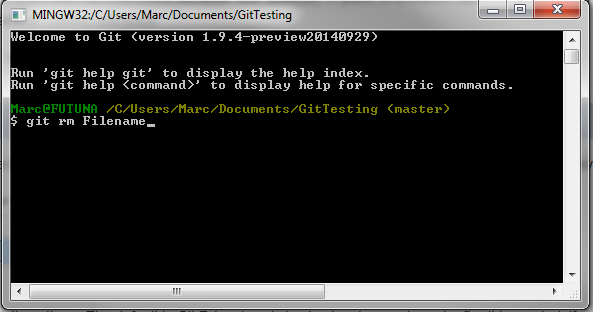 MINGW32:/C/Users/Marc/Documents/GitTesting
Welcome to Git (version 1.9.4-preview20140929)
Run 'git help git' to display the help index.
Run 'git help <command>' to display help for specific commands.
Marc@FUTUNA /C/Users/Marc/Documents/GitTesting (master)
$ git rm Filename_